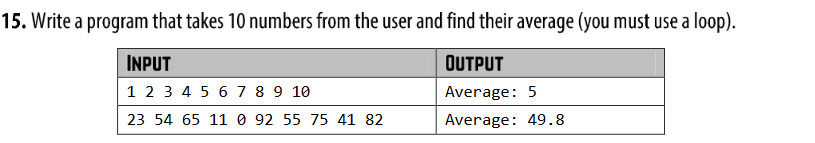 15. Write a program that takes 10 numbers from the user and find their average (you must use a loop).
INPUT OUTPUT
1 2 3 4 5 6 7 8 9 10 Average: 5
23 54 65 11 0 92 55 75 41 82 Average: 49.8